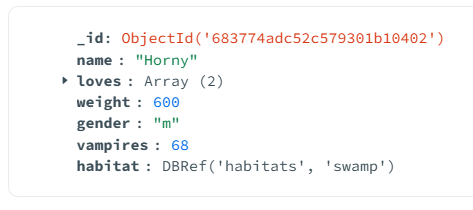 _id: ObjectId('683774adc52c579301b10402')
name : "Horny"
loves : Array (2)
weight : 600
gender : "m"
vampires : 68
habitat : DBRef('habitats', 'swamp')